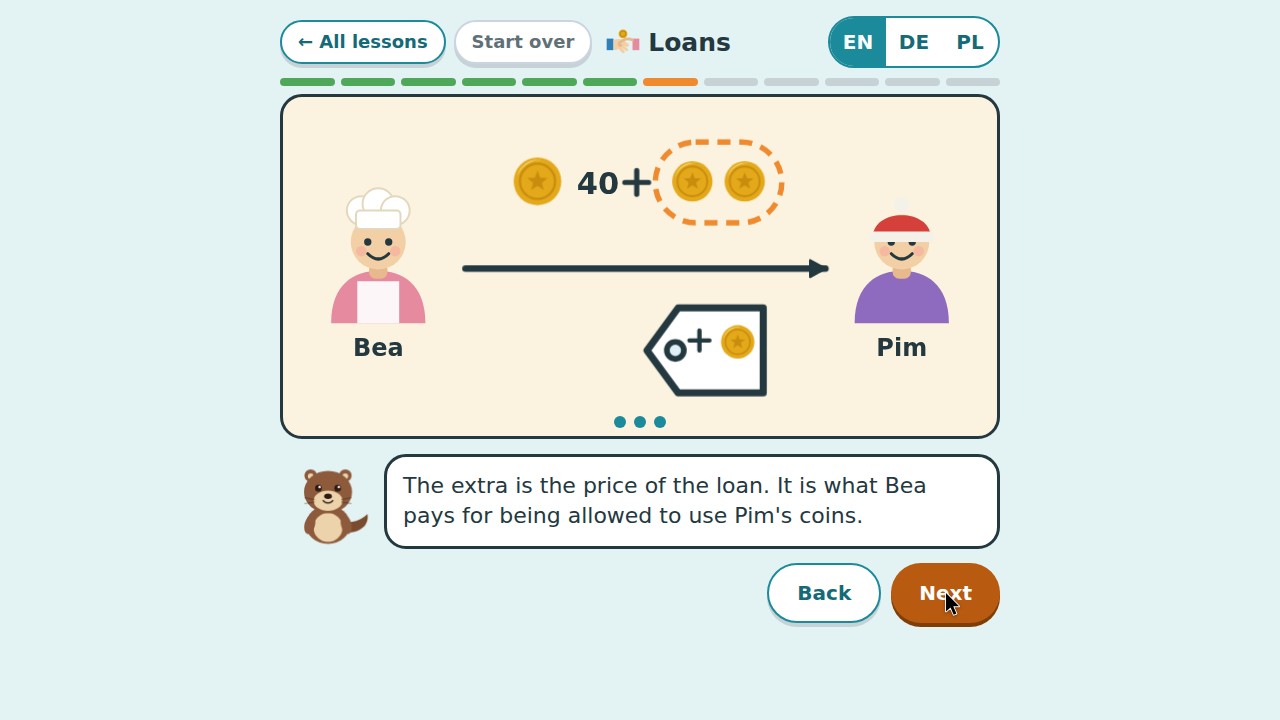 ← All lessons
Start over
Loans
EN DE PL
40+
Bea
Pim
+
The extra is the price of the loan. It is what Bea
pays for being allowed to use Pim's coins.
Back
Next